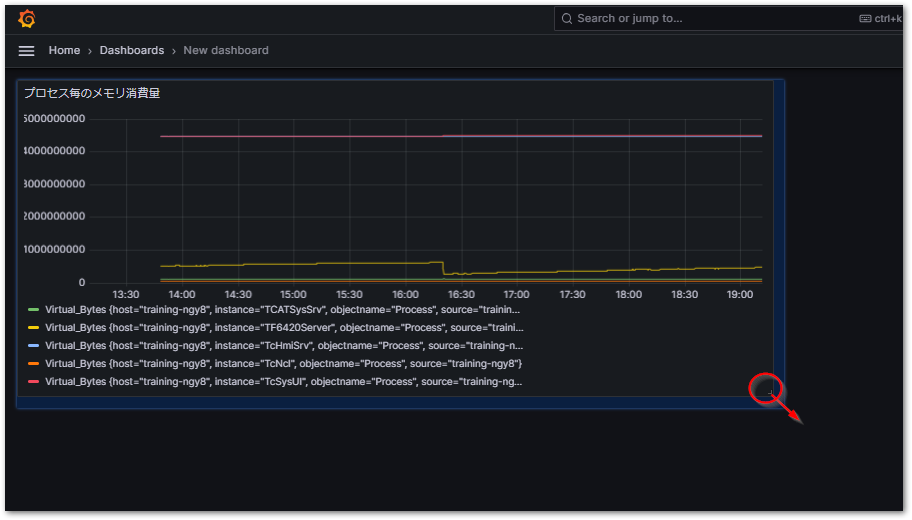 Search or jump to...
ctrl+k
Home › Dashboards › New dashboard
プロセス毎のメモリ消費量
5000000000
4000000000
3000000000
2000000000
1000000000
0
13:30 14:00 14:30 15:00 15:30 16:00 16:30 17:00 17:30 18:00 18:30 19:00
Virtual_Bytes {host="training-ngy8", instance="TCATSysSrv", objectname="Process", source="trainin...
Virtual_Bytes {host="training-ngy8", instance="TF6420Server", objectname="Process", source="traini...
Virtual_Bytes {host="training-ngy8", instance="TcHmiSrv", objectname="Process", source="training-n...
Virtual_Bytes {host="training-ngy8", instance="TcNcI", objectname="Process", source="training-ngy8"}
Virtual_Bytes {host="training-ngy8", instance="TcSysUI", objectname="Process", source="training-ng...